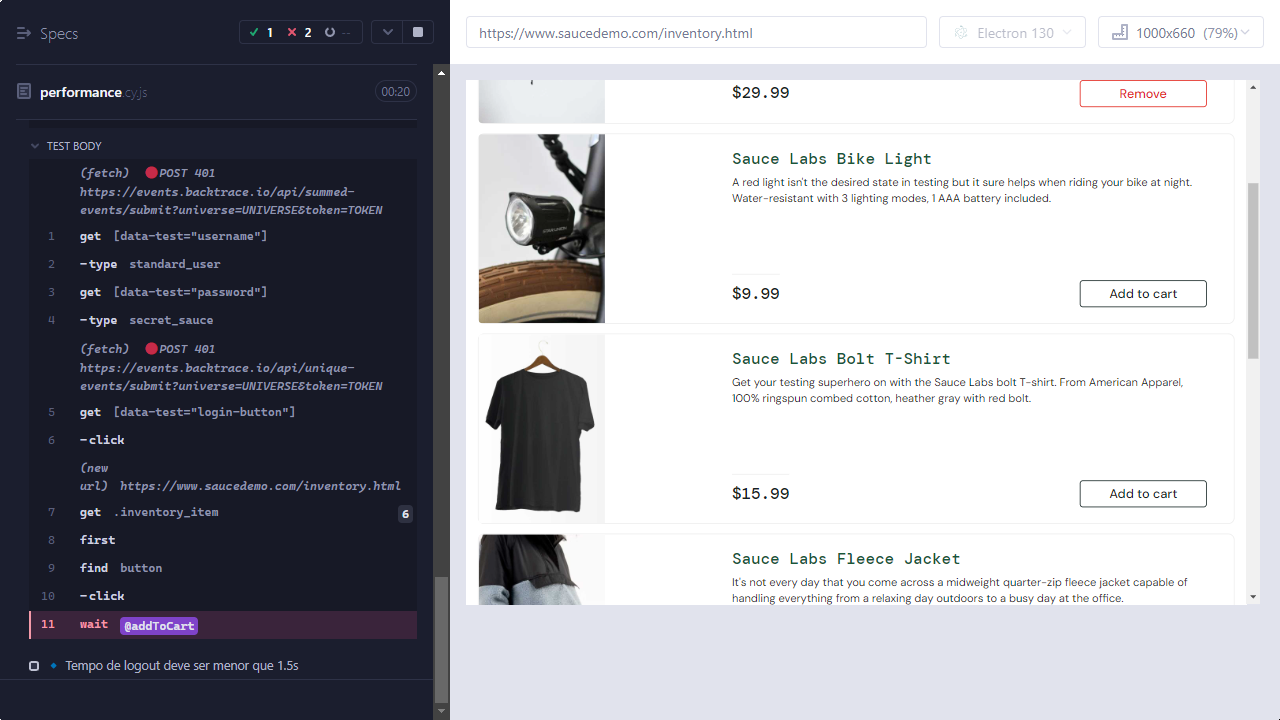 Specs
1
2
--
performance.cy.js
00:20
TEST BODY
(fetch) POST 401
https://events.backtrace.io/api/summed-
events/submit?universe=UNIVERSE&token=TOKEN
1 get [data-test="username"]
2 -type standard_user
3 get [data-test="password"]
4 -type secret_sauce
(fetch) POST 401
https://events.backtrace.io/api/unique-
events/submit?universe=UNIVERSE&token=TOKEN
5 get [data-test="login-button"]
6 -click
(new
url) https://www.saucedemo.com/inventory.html
7 get .inventory_item 6
8 first
9 find button
10 -click
11 wait @addToCart
Tempo de logout deve ser menor que 1.5s
https://www.saucedemo.com/inventory.html
Electron 130
1000x660 (79%)
$29.99
Remove
Sauce Labs Bike Light
A red light isn't the desired state in testing but it sure helps when riding your bike at night.
Water-resistant with 3 lighting modes, 1 AAA battery included.
$9.99
Add to cart
Sauce Labs Bolt T-Shirt
Get your testing superhero on with the Sauce Labs bolt T-shirt. From American Apparel,
100% ringspun combed cotton, heather gray with red bolt.
$15.99
Add to cart
Sauce Labs Fleece Jacket
It's not every day that you come across a midweight quarter-zip fleece jacket capable of
handling everything from a relaxing day outdoors to a busy day at the office.